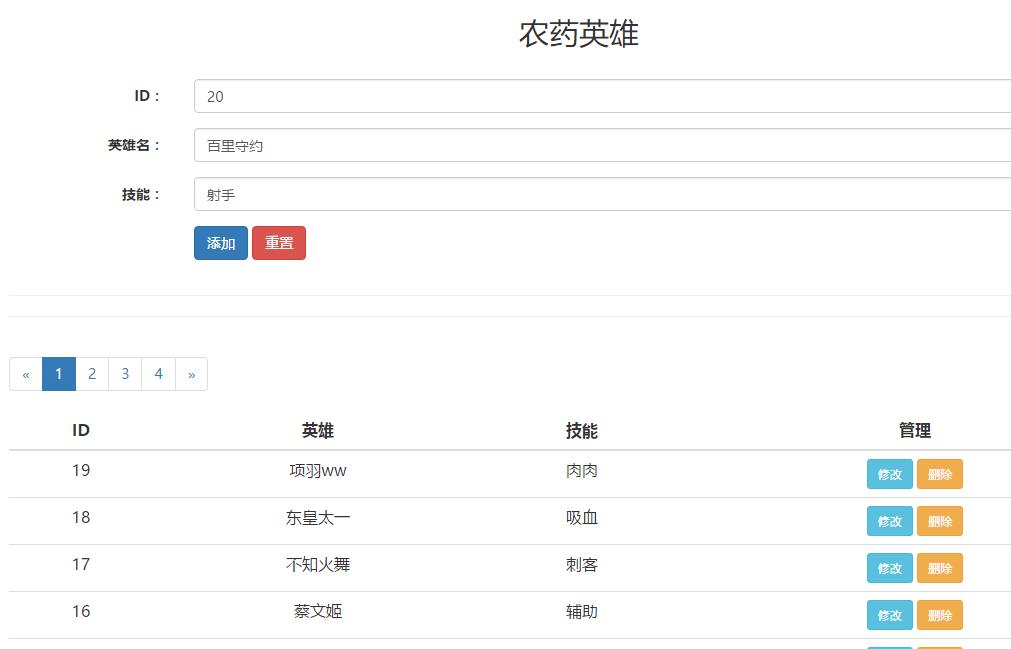 农药英雄
ID：
20
英雄名：
百里守约
技能：
射手
添加 重置
« 1 2 3 4 »
ID 英雄 技能 管理
19 项羽ww 肉肉 修改 删除
18 东皇太一 吸血 修改 删除
17 不知火舞 刺客 修改 删除
16 蔡文姬 辅助 修改 删除